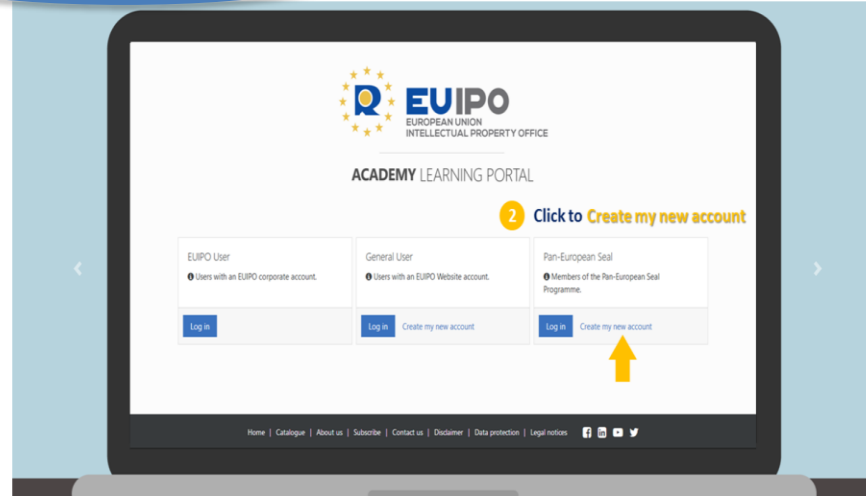 EUIPO
EUROPEAN UNION
INTELLECTUAL PROPERTY OFFICE
ACADEMY LEARNING PORTAL
2 Click to Create my new account
EUIPO User
Users with an EUIPO corporate account.
Log in
General User
Users with an EUIPO Website account.
Log in Create my new account
Pan-European Seal
Members of the Pan-European Seal
Programme.
Log in Create my new account
Home | Catalogue | About us | Subscribe | Contact us | Disclaimer | Data protection | Legal notices